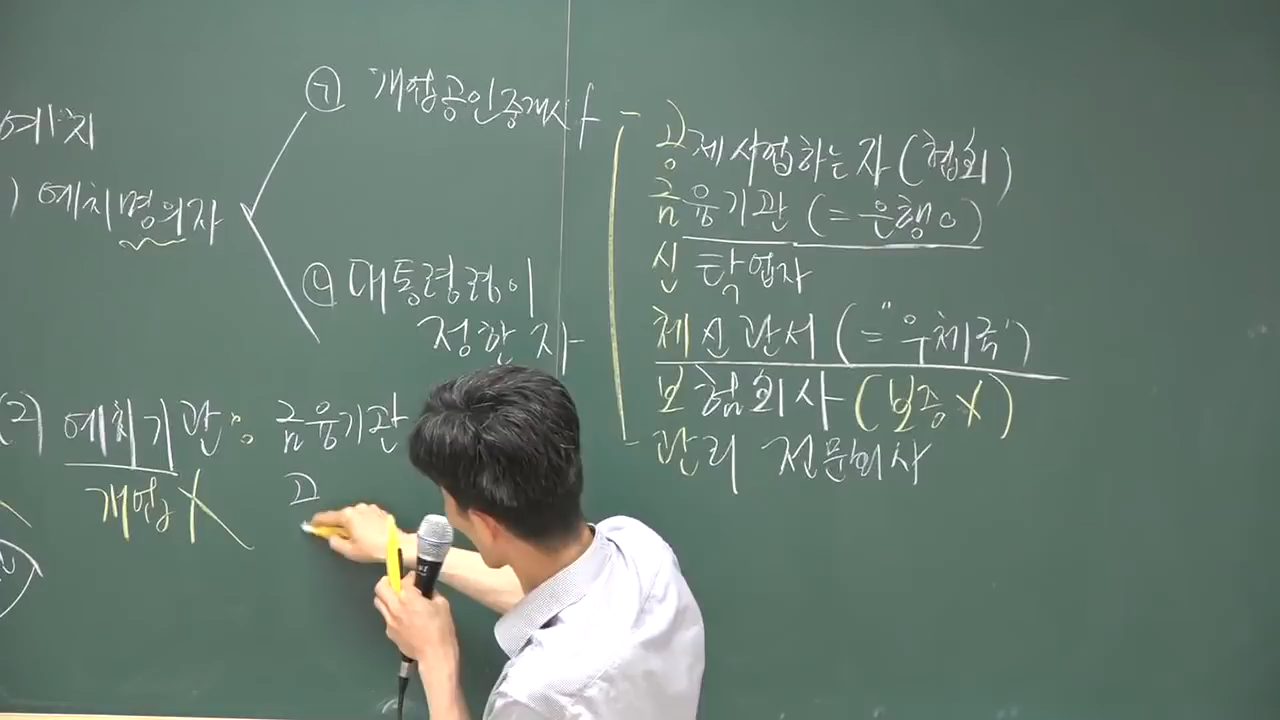 예치
) 예치명의자
㉠ 개업공인중개사
㉡ 대통령령이
정한 자
공제사업하는 자 (협회)
금융기관 (= 은행 ○)
신탁업자
체신관서 (= "우체국")
보험회사 (보증 X)
관리 전문회사
(2) 예치기관 : 금융기관
개업 X
고